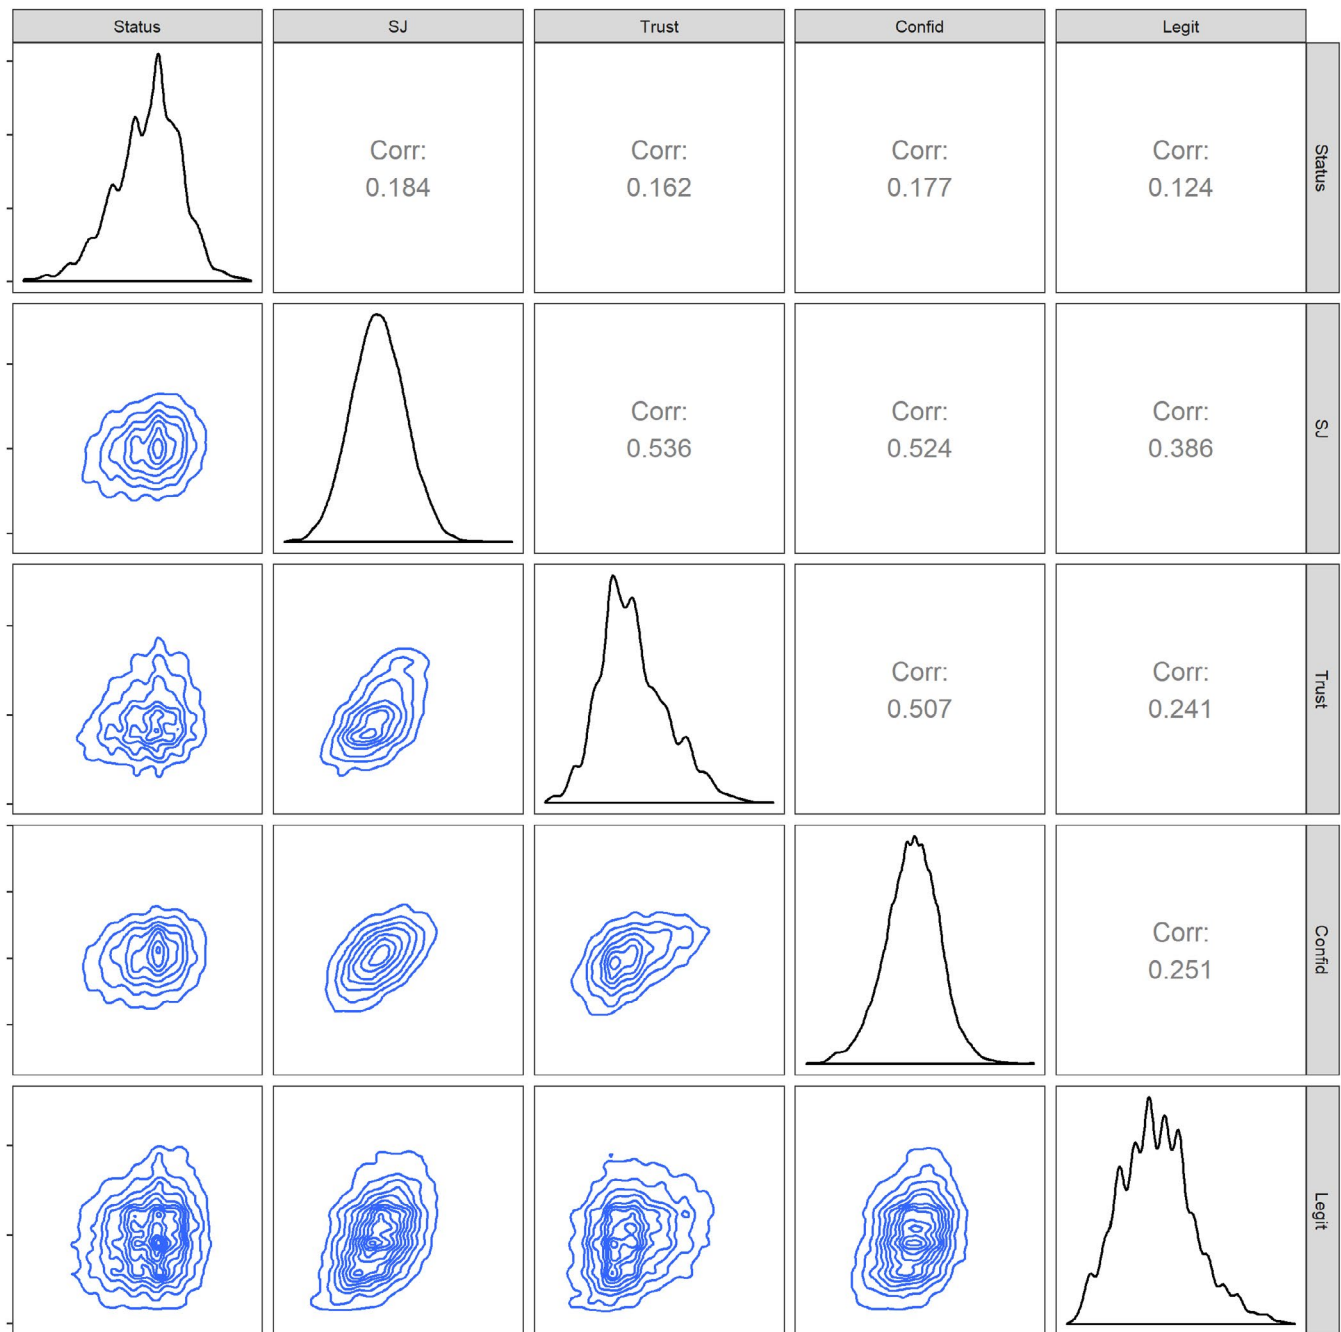 Status SJ Trust Confid Legit
Corr: Corr: Corr: Corr:
0.184 0.162 0.177 0.124
Status
Corr: Corr: Corr:
0.536 0.524 0.386
SJ
Corr: Corr:
0.507 0.241
Trust
Corr:
0.251
Confid
Legit